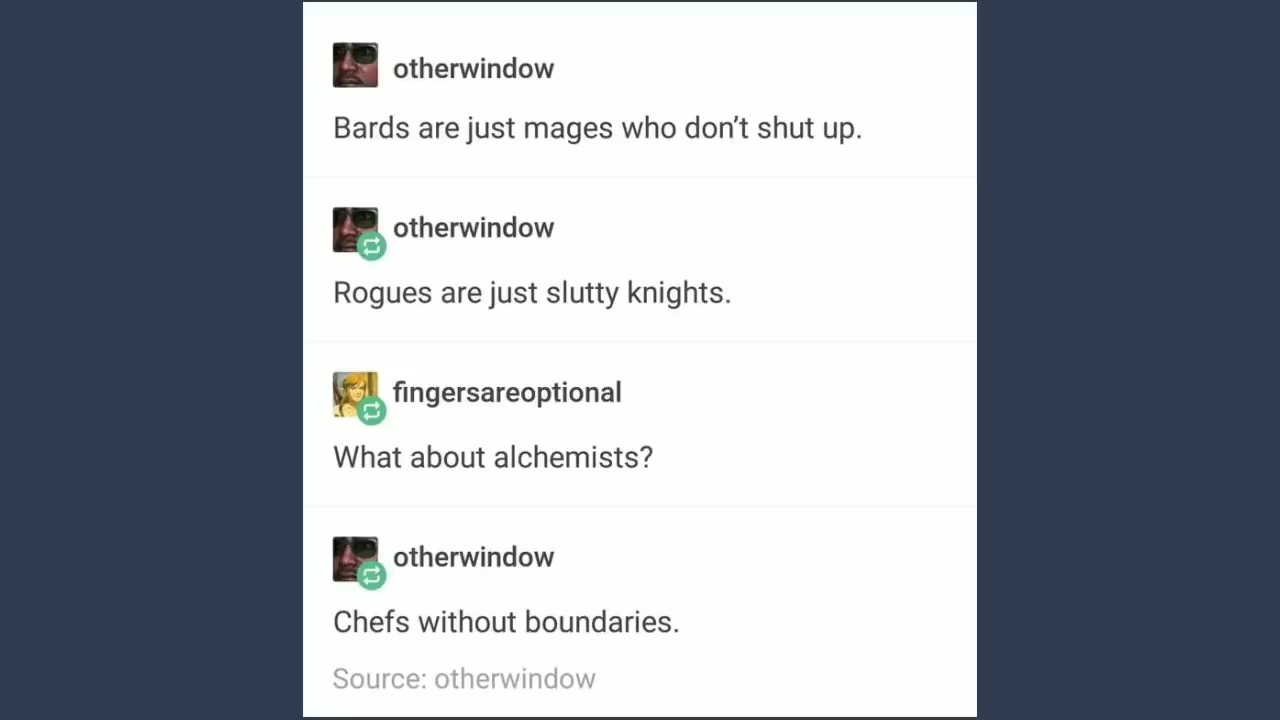 otherwindow
Bards are just mages who don’t shut up.
otherwindow
Rogues are just slutty knights.
fingersareoptional
What about alchemists?
otherwindow
Chefs without boundaries.
Source: otherwindow